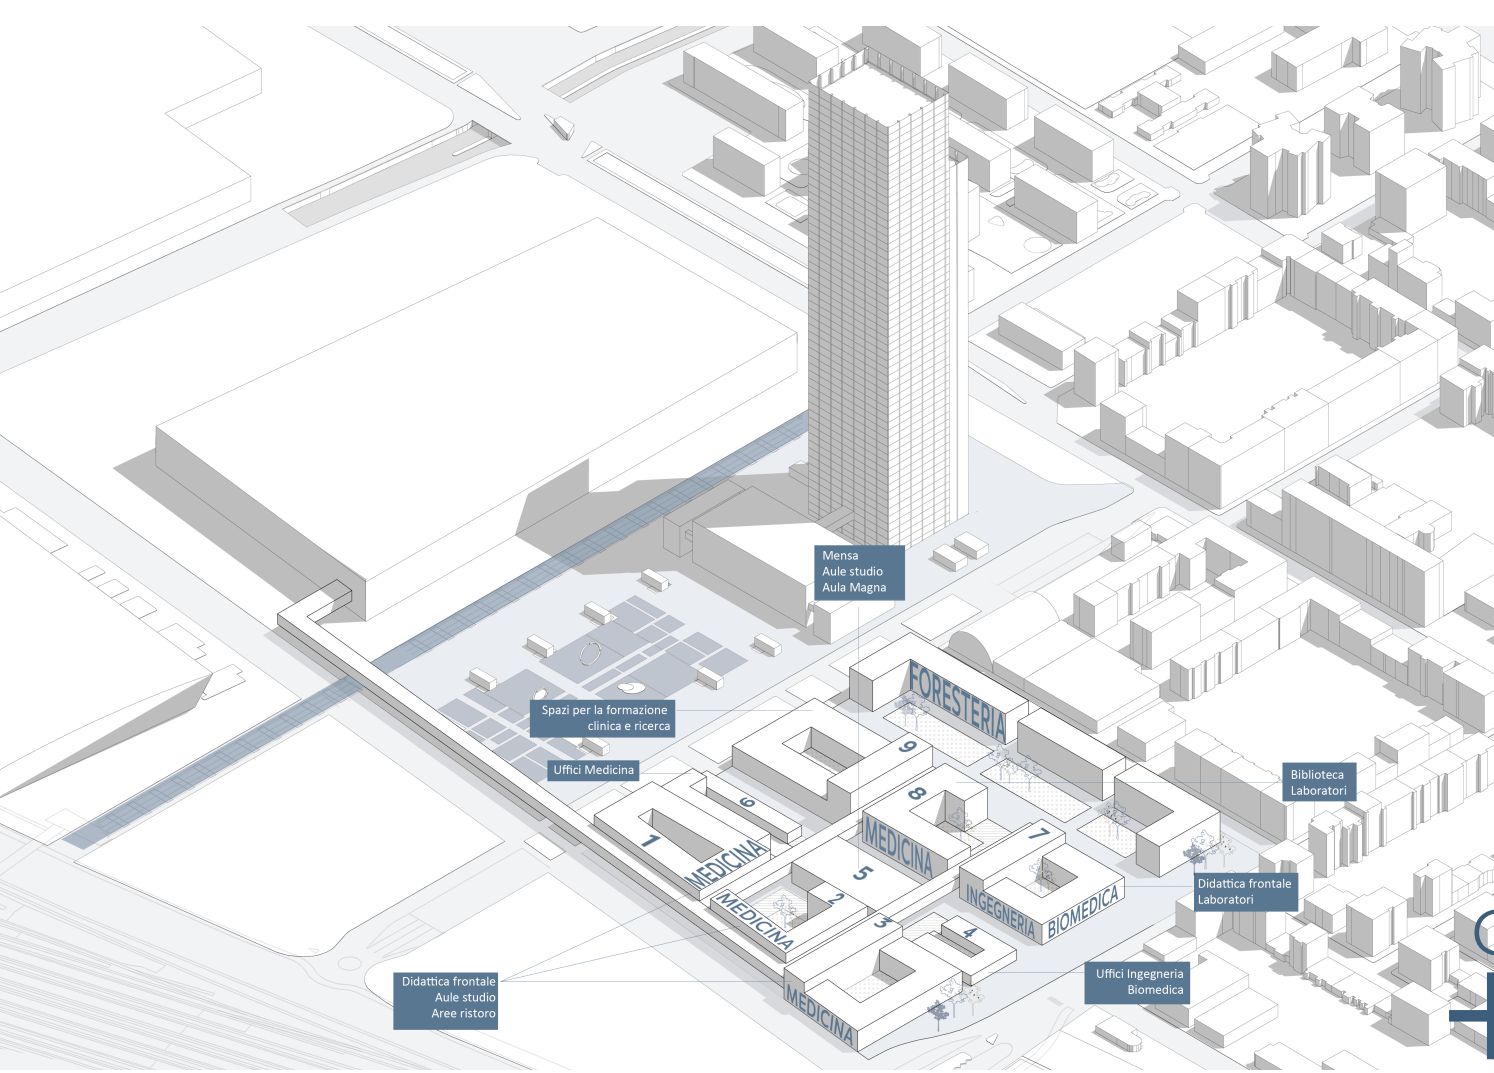 Mensa
Aule studio
Aula Magna
FORESTERIA
Spazi per la formazione
clinica e ricerca
9
Uffici Medicina
Biblioteca
Laboratori
6
8
1
MEDICINA
MEDICINA
7
5
MEDICINA
2
3
4
INGEGNERIA
BIOMEDICA
Didattica frontale
Laboratori
MEDICINA
Didattica frontale
Aule studio
Aree ristoro
Uffici Ingegneria
Biomedica